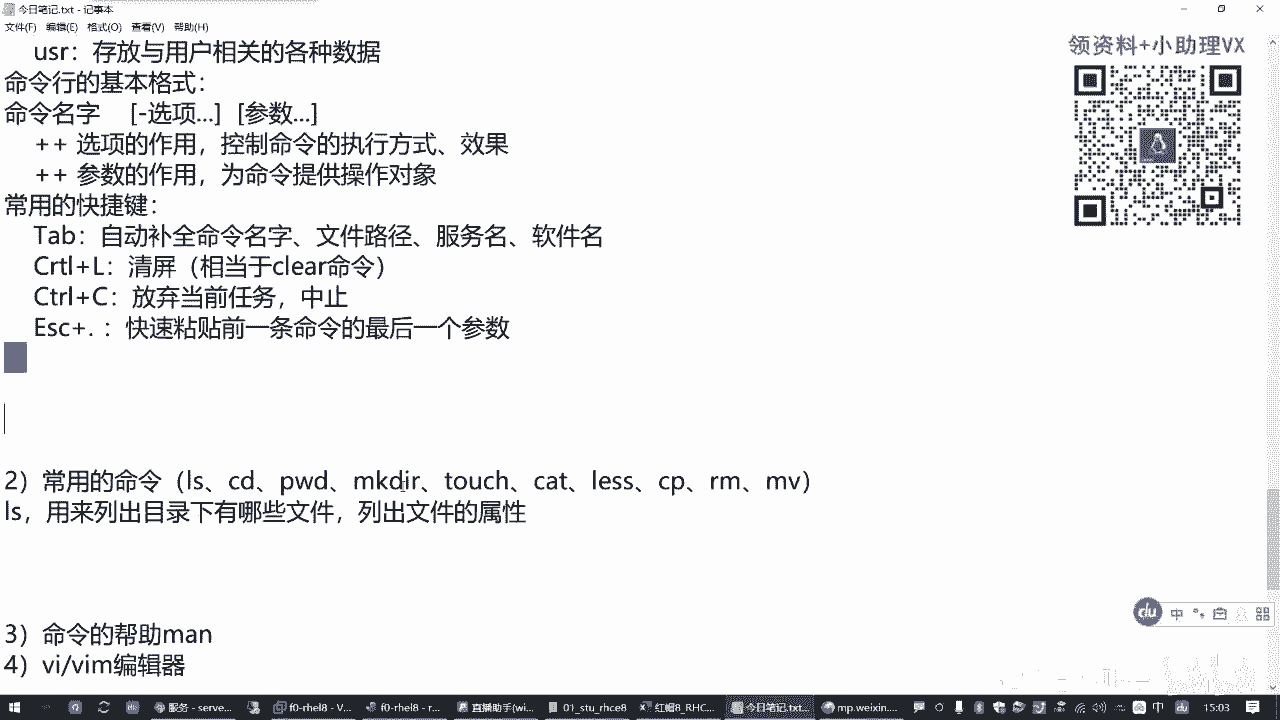 今日笔记.txt - 记事本
文件(F) 编辑(E) 格式(O) 查看(V) 帮助(H)
usr：存放与用户相关的各种数据
领资料+小助理VX
命令行的基本格式：
命令名字 [-选项...] [参数...]
++ 选项的作用，控制命令的执行方式、效果
++ 参数的作用，为命令提供操作对象
常用的快捷键：
Tab：自动补全命令名字、文件路径、服务名、软件名
Crtl+L：清屏（相当于clear命令）
Ctrl+C：放弃当前任务，中止
Esc+. ：快速粘贴前一条命令的最后一个参数
2）常用的命令（ls、cd、pwd、mkdir、touch、cat、less、cp、rm、mv）
ls，用来列出目录下有哪些文件，列出文件的属性
du 中
3）命令的帮助man
4）vi/vim编辑器
服务 - serve... f0-rhel8 - V... f0-rhel8 - r... 直播助手(wi... 01_stu_rhce8 红帽8_RHC... 今日笔记.txt... mp.weixin.... 中 du 15:03